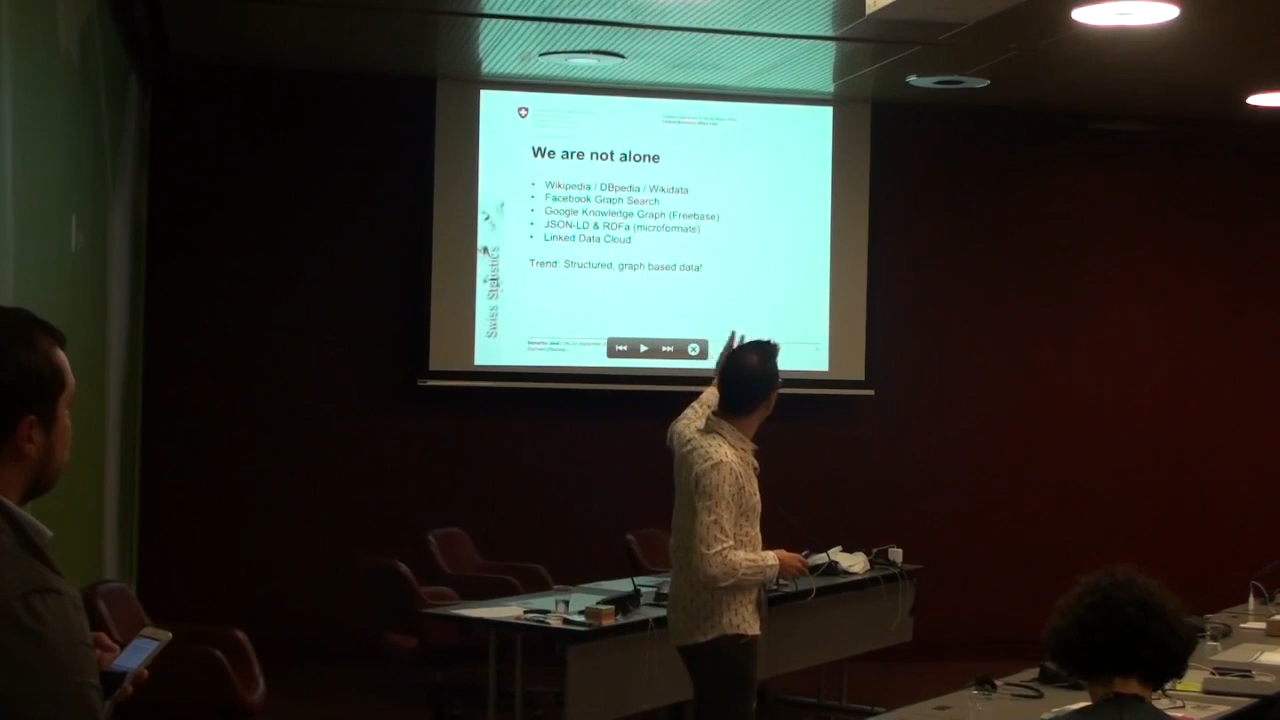 We are not alone
• Wikipedia / DBpedia / Wikidata
• Facebook Graph Search
• Google Knowledge Graph (Freebase)
• JSON-LD & RDFa (microformats)
• Linked Data Cloud
Trend: Structured, graph based data!
Swiss Statistics